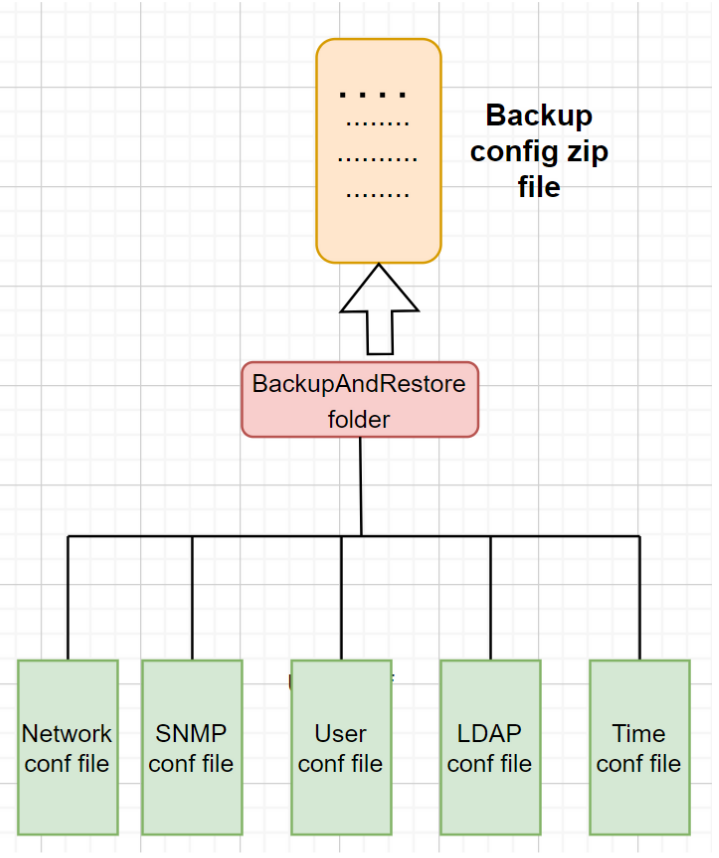 . . . .
........
..........
........
Backup
config zip
file
BackupAndRestore
folder
Network
conf file
SNMP
conf file
User
conf file
LDAP
conf file
Time
conf file